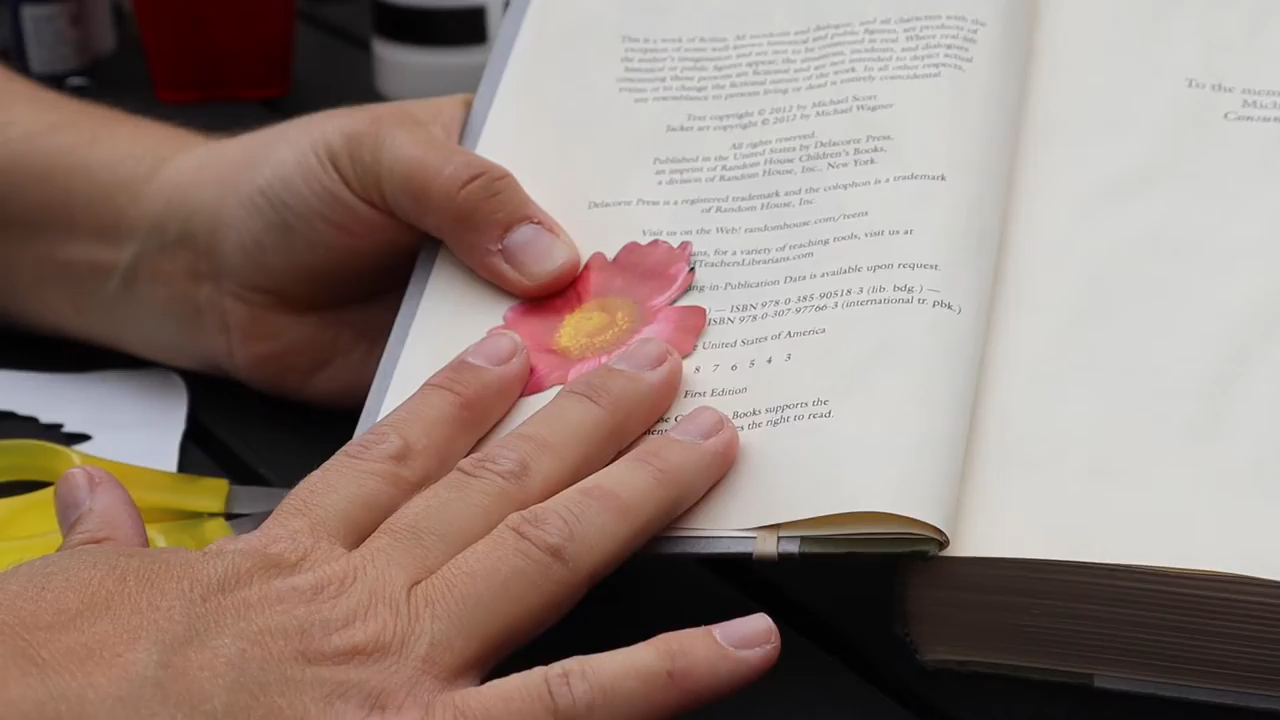 This is a work of fiction. All incidents and dialogue, and all characters with the
exception of some well-known historical and public figures, are products of
the author's imagination and are not to be construed as real. Where real-life
historical or public figures appear, the situations, incidents, and dialogues
concerning those persons are fictional and are not intended to depict actual
events or to change the fictional nature of the work. In all other respects,
any resemblance to persons living or dead is entirely coincidental
Text copyright © 2012 by Michael Scott
Jacket art copyright © 2012 by Michael Wagner
All rights reserved.
Published in the United States by Delacorte Press,
an imprint of Random House Children's Books,
a division of Random House, Inc., New York.
Delacorte Press is a registered trademark and the colophon is a trademark
of Random House, Inc.
Visit us on the Web! randomhouse.com/teens
ans, for a variety of teaching tools, visit us at
TeachersLibrarians.com
ing-in-Publication Data is available upon request.
) — ISBN 978-0-385-90518-3 (lib. bdg.) —
ISBN 978-0-307-97766-3 (international tr. pbk.)
e United States of America
8 7 6 5 4 3
First Edition
Books supports the
es the right to read.
To the mem
Mich
Consum